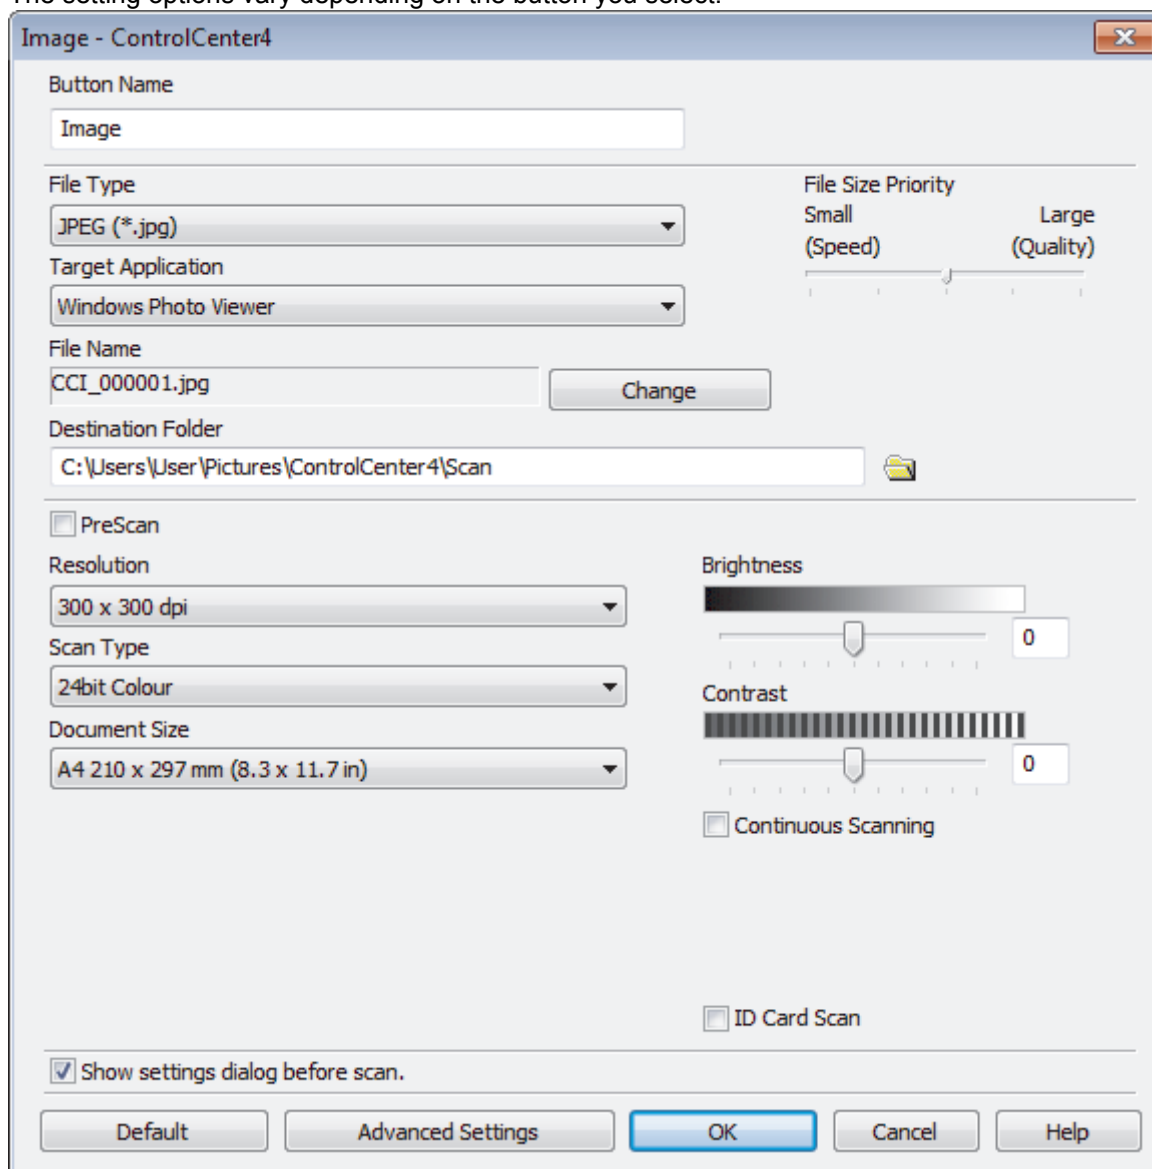 The setting options vary depending on the button you select.
Image - ControlCenter4
Button Name
Image
File Type
JPEG (*.jpg)
Target Application
Windows Photo Viewer
File Name
CCI_000001.jpg
Change
Destination Folder
C:\Users\User\Pictures\ControlCenter4\Scan
File Size Priority
Small Large
(Speed) (Quality)
PreScan
Resolution
300 x 300 dpi
Scan Type
24bit Colour
Document Size
A4 210 x 297 mm (8.3 x 11.7 in)
Brightness
0
Contrast
0
Continuous Scanning
ID Card Scan
Show settings dialog before scan.
Default Advanced Settings OK Cancel Help